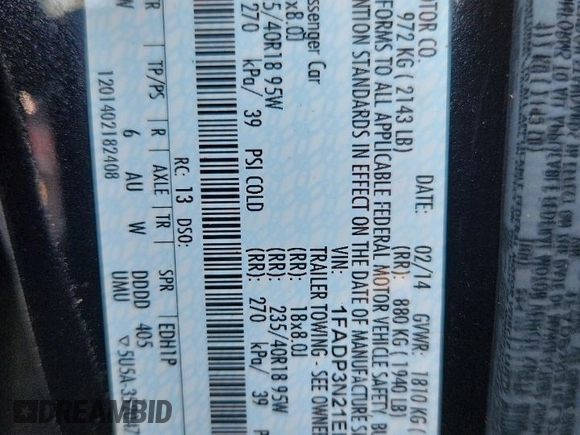 OTOR CO. DATE: 02/14 GVWR: 1810 KG (
972 KG ( 2143 LB) (RR): 880 KG ( 1940 LB)
FORMS TO ALL APPLICABLE FEDERAL MOTOR VEHICLE SAFETY, BU
NTION STANDARDS IN EFFECT ON THE DATE OF MANUFACTURE S
VIN: 1FADP3N21E
ssenger Car TRAILER TOWING - SEE OWNER
x8.0J (RR): 18x8.0J
5/40R18 95W (RR): 235/40R18 95W
270 kPa/ 39 PSI COLD (RR): 270 kPa/ 39 P
RC: 13 DSO:
TP/PS R AXLE TR SPR EDH1P
W 6 AU W DDDD 405
1201402182408 UMU
AUTOBID